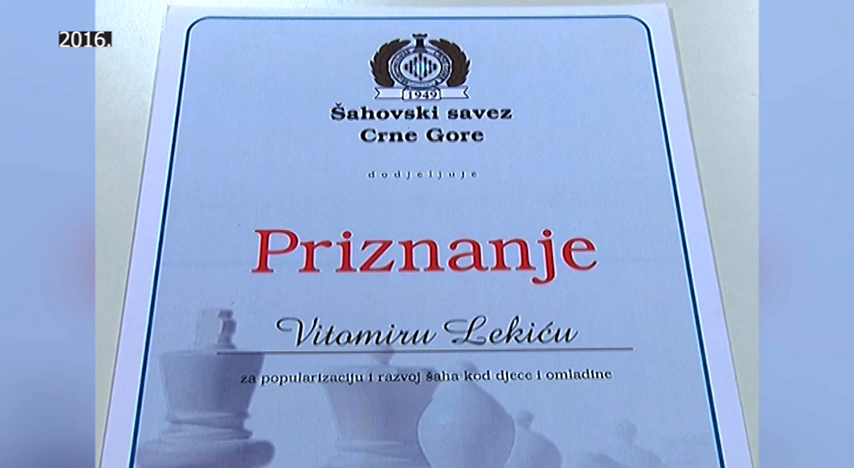 2016.
1949
Šahovski savez
Crne Gore
dodjeljuje
Priznanje
Vitomiru Lekiću
za popularizaciju i razvoj šaha kod djece i omladine